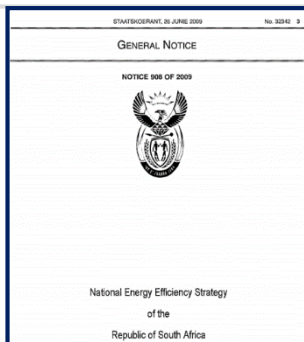 STAATSKOERANT, 26 JUNIE 2009 No. 32342 3
GENERAL NOTICE
NOTICE 908 OF 2009
National Energy Efficiency Strategy
of the
Republic of South Africa